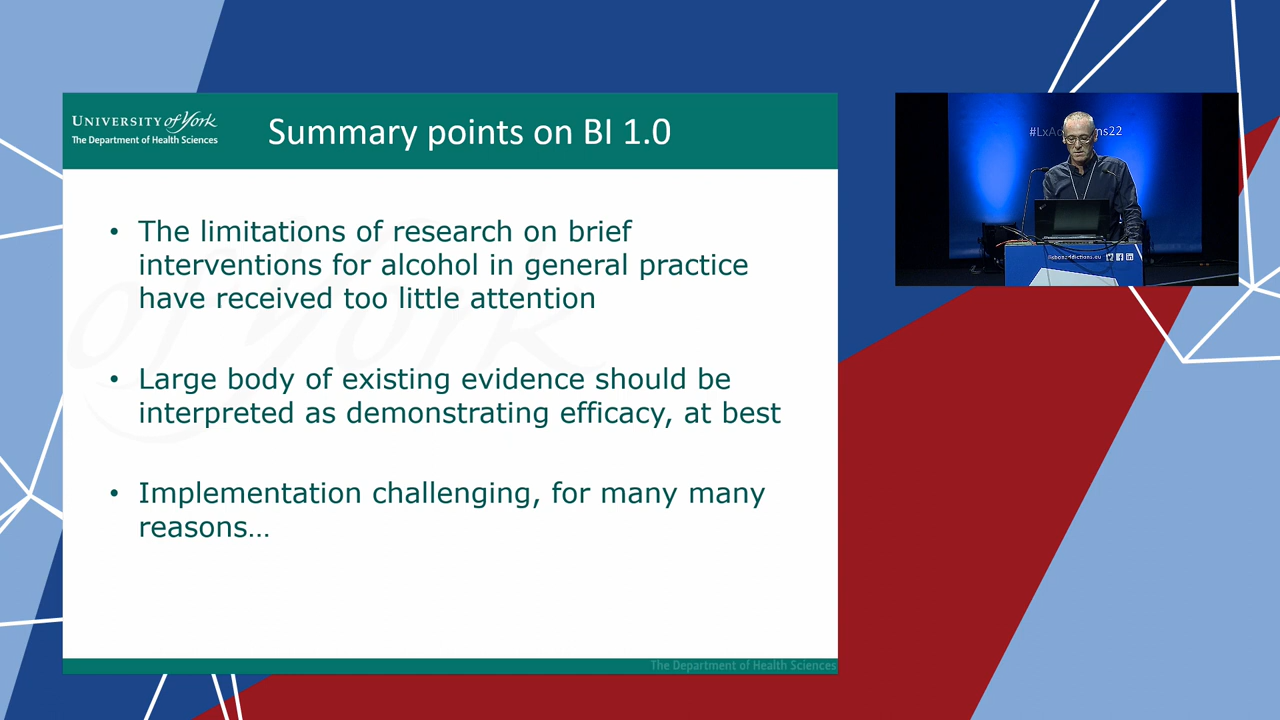 UNIVERSITY of York
The Department of Health Sciences
Summary points on BI 1.0
• The limitations of research on brief
interventions for alcohol in general practice
have received too little attention
• Large body of existing evidence should be
interpreted as demonstrating efficacy, at best
• Implementation challenging, for many many
reasons…
The Department of Health Sciences